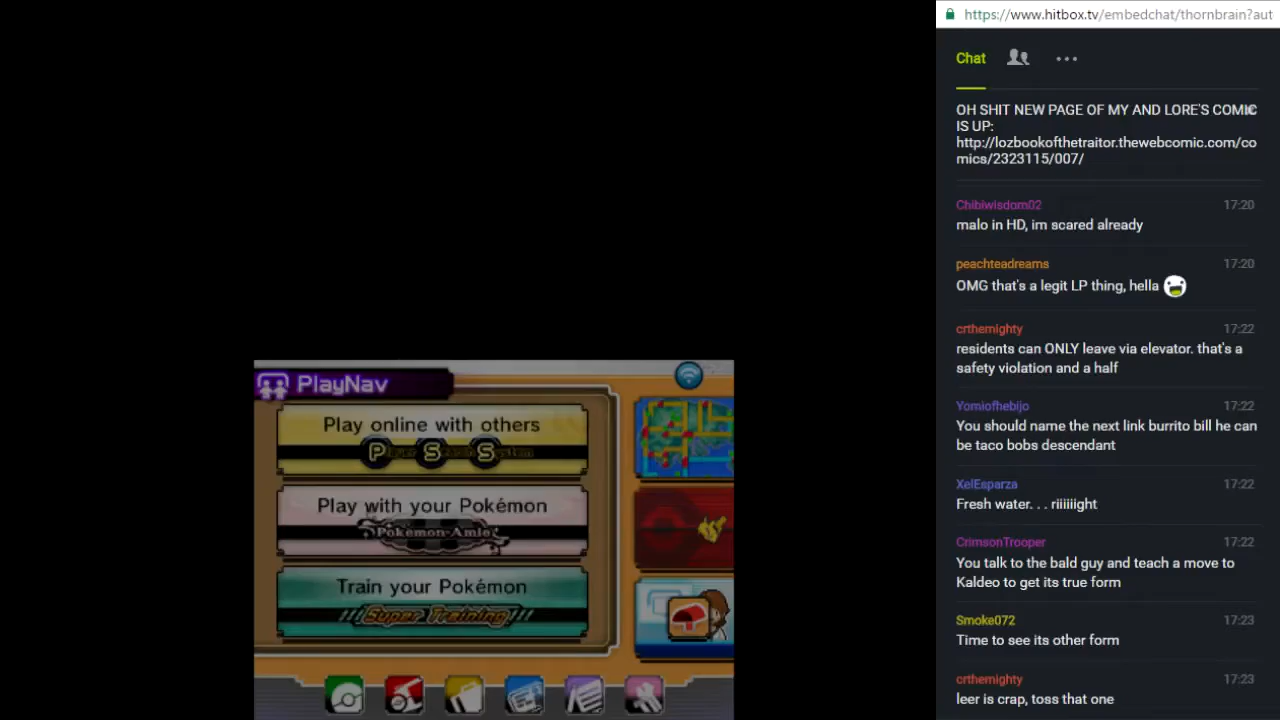 https://www.hitbox.tv/embedchat/thornbrain?aut
Chat
OH SHIT NEW PAGE OF MY AND LORE'S COMIC
IS UP:
http://lozbookofthetraitor.thewebcomic.com/co
mics/2323115/007/
Chibiwisdom02 17:20
malo in HD, im scared already
peachteadreams 17:20
OMG that's a legit LP thing, hella
crthemighty 17:22
residents can ONLY leave via elevator. that's a
safety violation and a half
Yomiofhebijo 17:22
You should name the next link burrito bill he can
be taco bobs descendant
XelEsparza 17:22
Fresh water. . . riiiiiight
CrimsonTrooper 17:22
You talk to the bald guy and teach a move to
Kaldeo to get its true form
Smoke072 17:23
Time to see its other form
crthemighty 17:23
leer is crap, toss that one
PlayNav
Play online with others
Player Search System
Play with your Pokémon
Pokémon-Amie
Train your Pokémon
Super Training